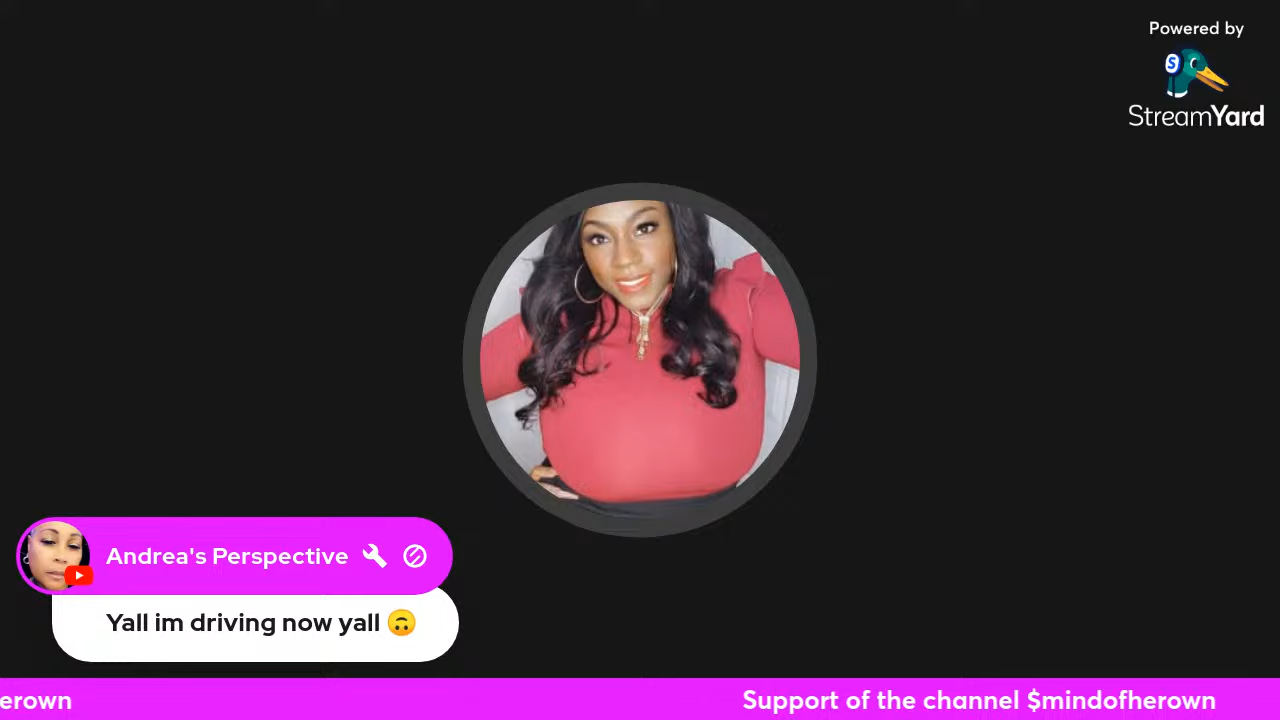 Powered by
S
StreamYard
Andrea's Perspective
Yall im driving now yall 🙃
erown
Support of the channel $mindofherown